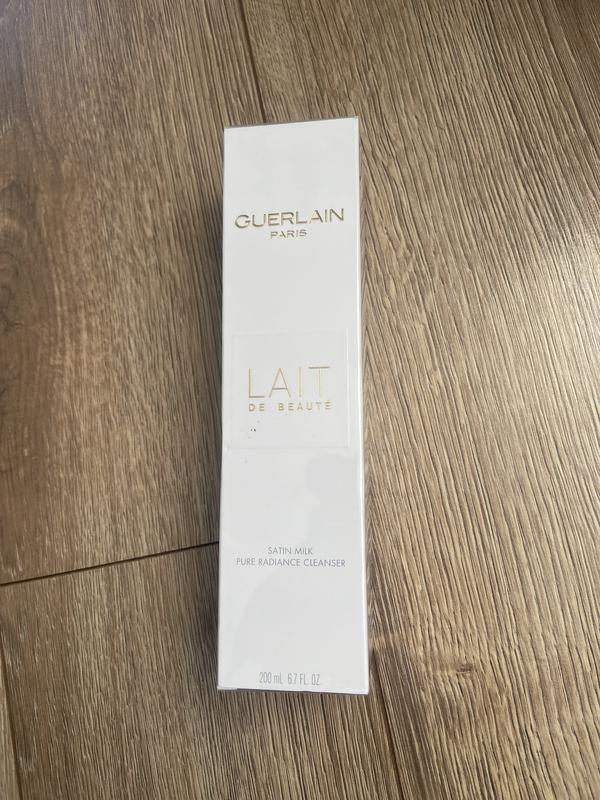 GUERLAIN
PARIS
LAIT
DE BEAUTÉ
SATIN MILK
PURE RADIANCE CLEANSER
200 mL 6.7 FL. OZ.